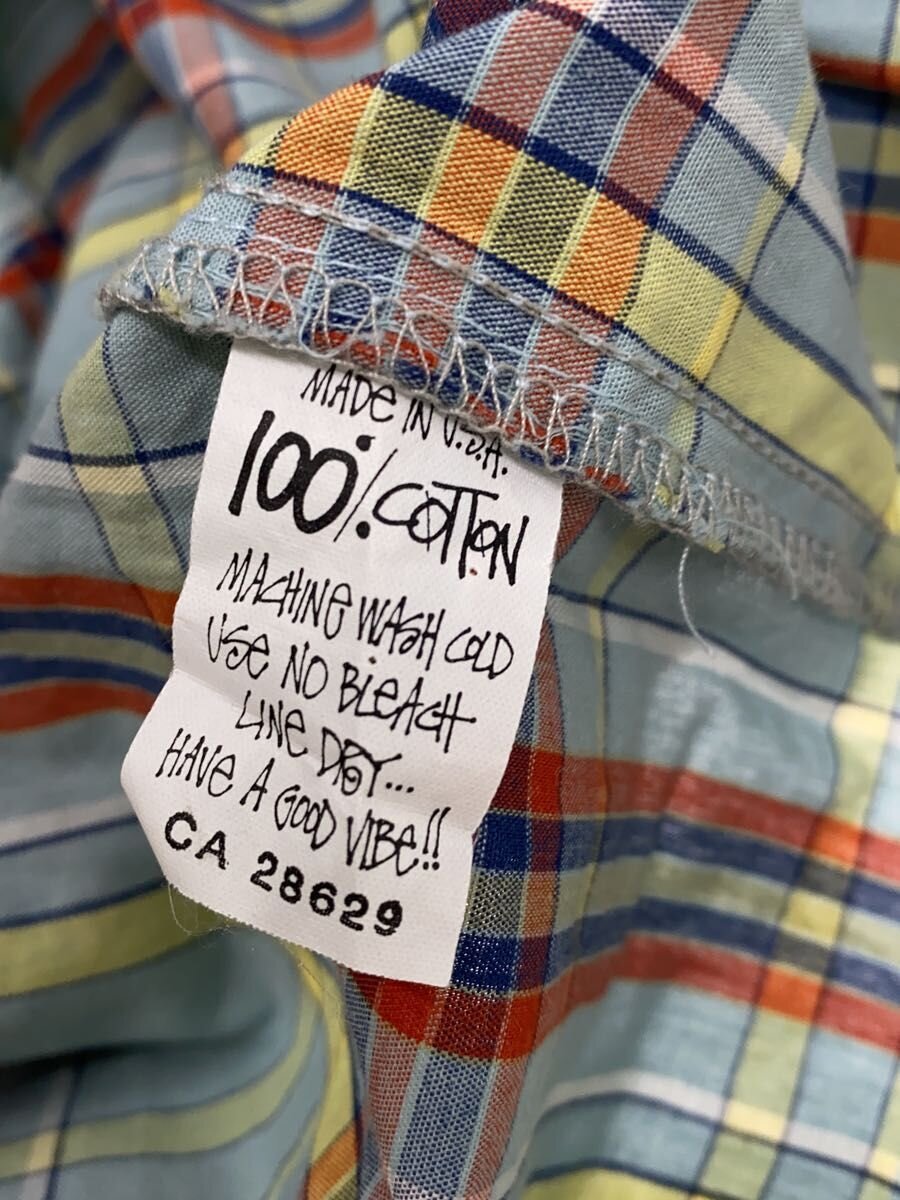 MADE IN U.S.A.
100% COTTON
MACHINE WASH COLD
USE NO BLEACH
LINE DRY...
HAVE A GOOD VIBE!!
CA 28629